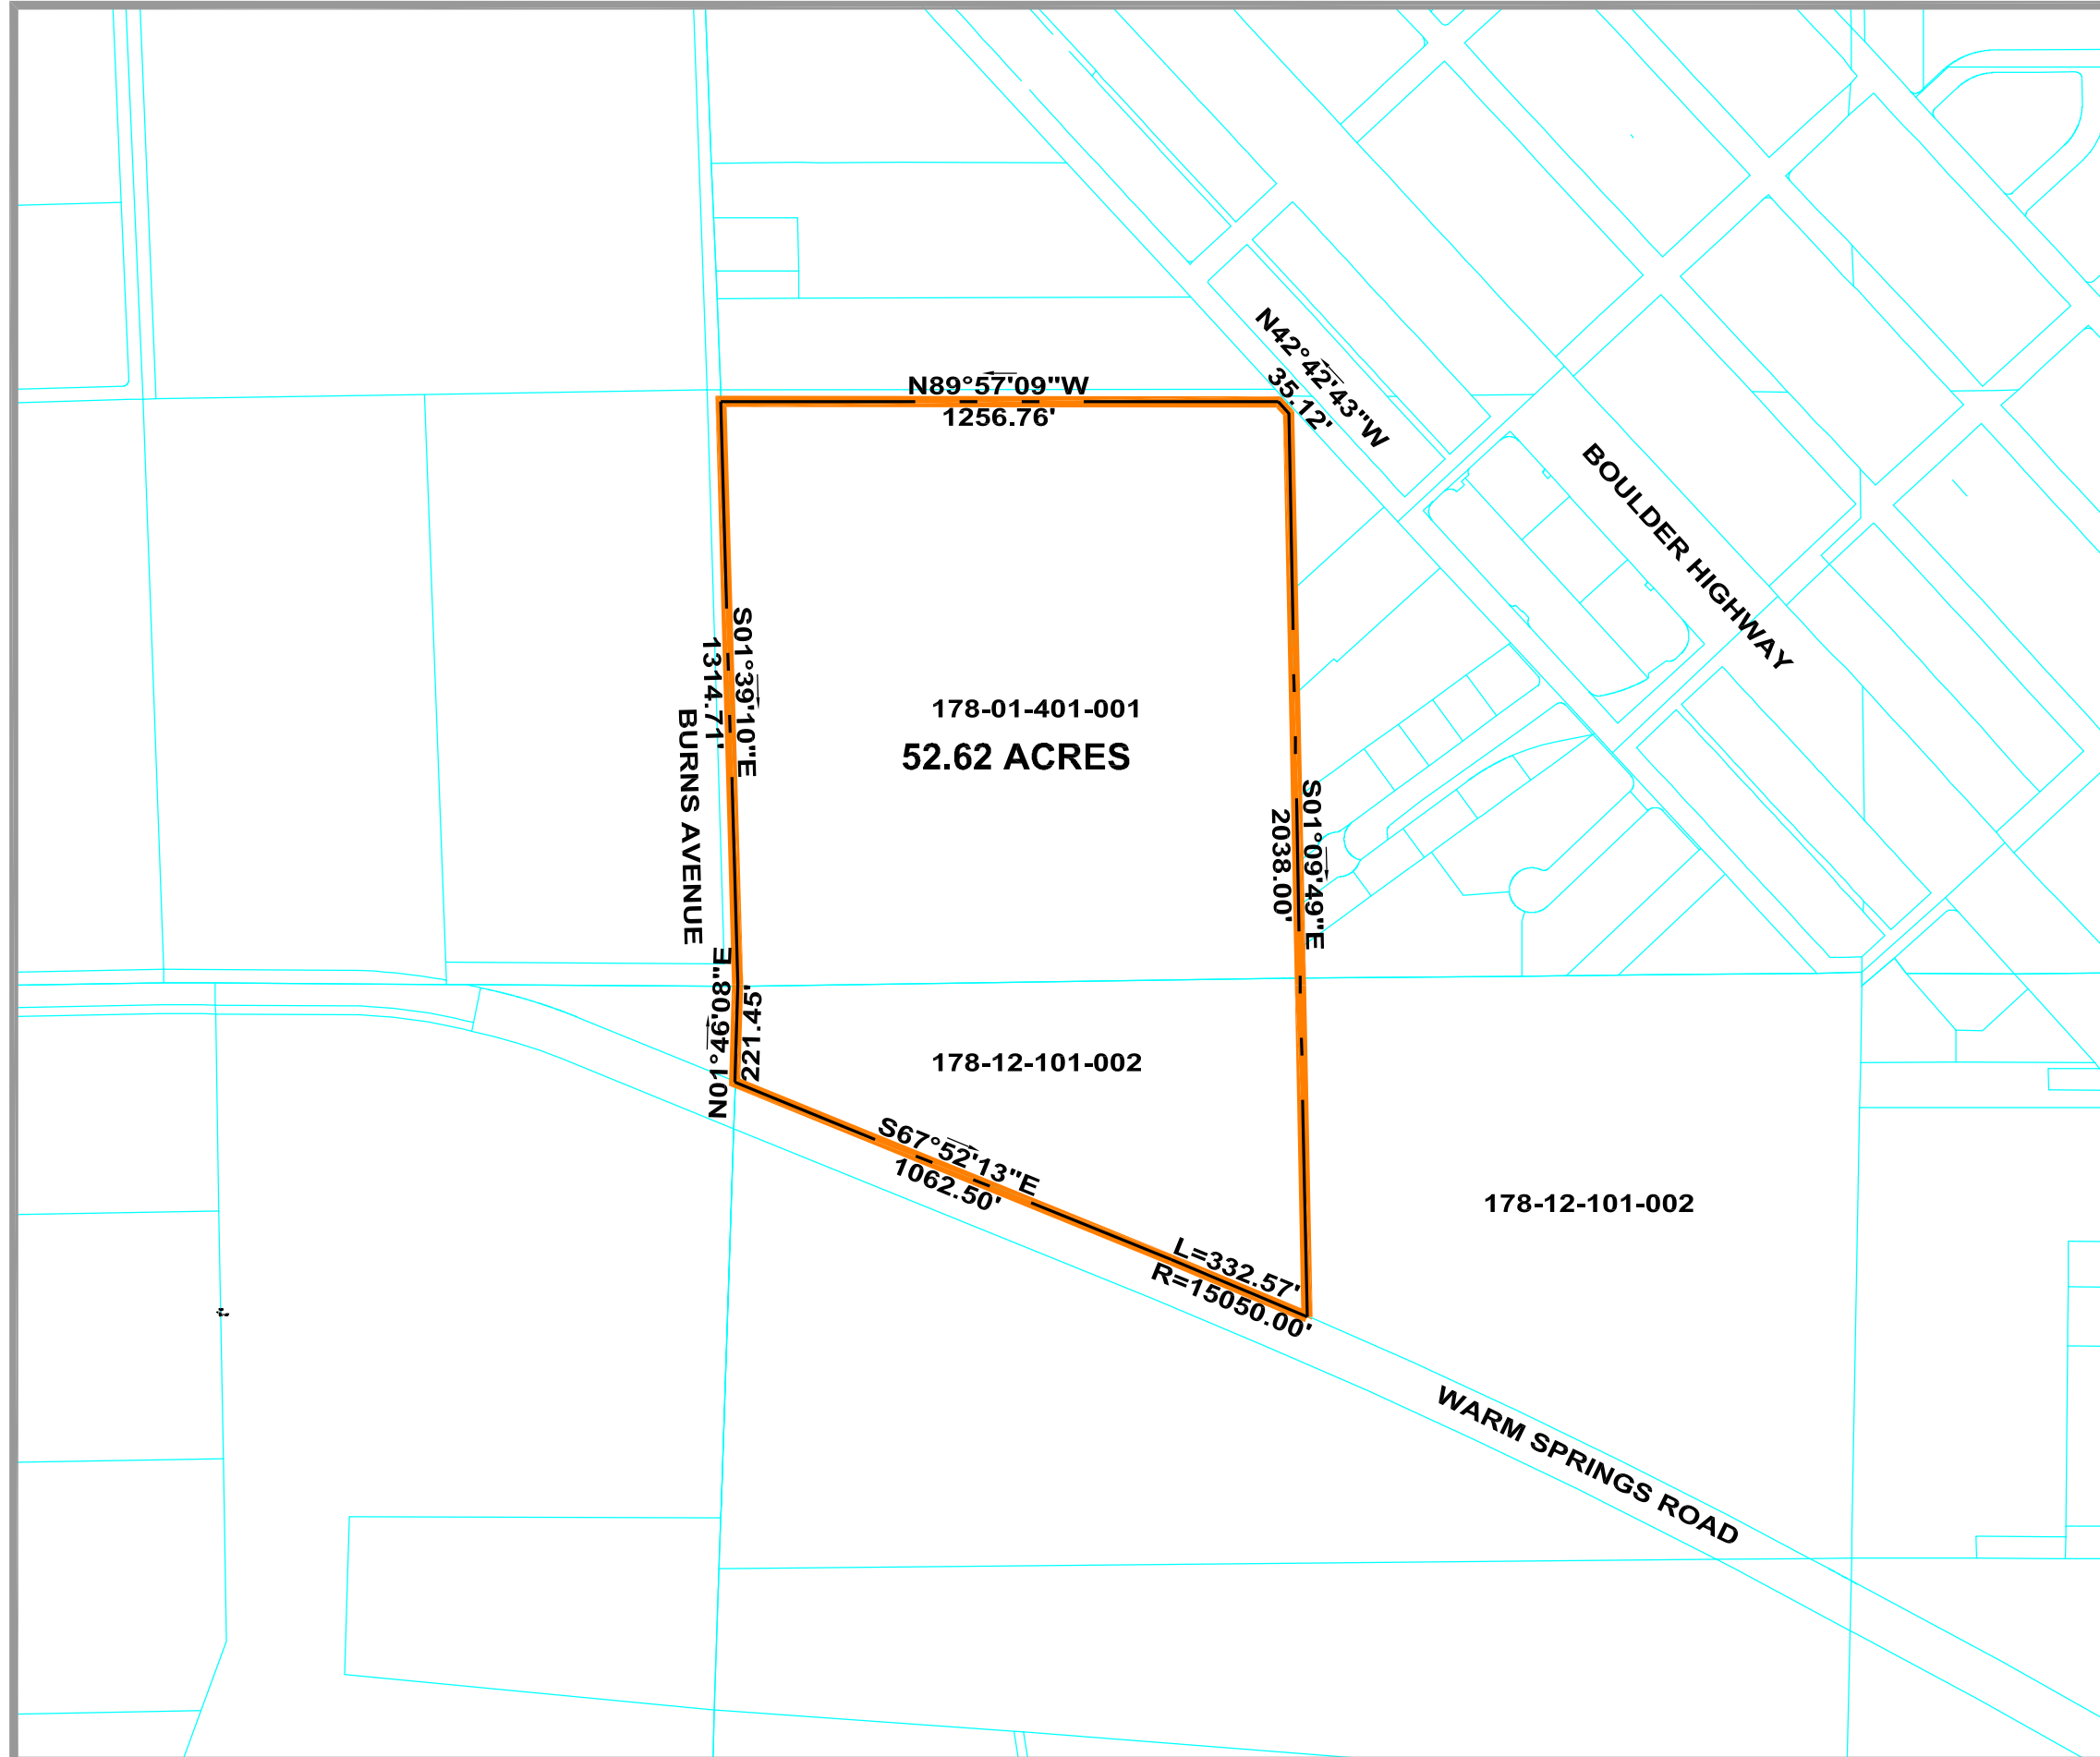 N42°42'43"W
35.12'
N89°57'09"W
1256.76'
BOULDER HIGHWAY
S01°39'10"E
1314.71'
BURNS AVENUE
178-01-401-001
52.62 ACRES
S01°09'49"E
2038.00'
N01°46'08"E
221.45'
178-12-101-002
S67°52'13"E
1062.50'
178-12-101-002
L=332.57'
R=15050.00'
WARM SPRINGS ROAD